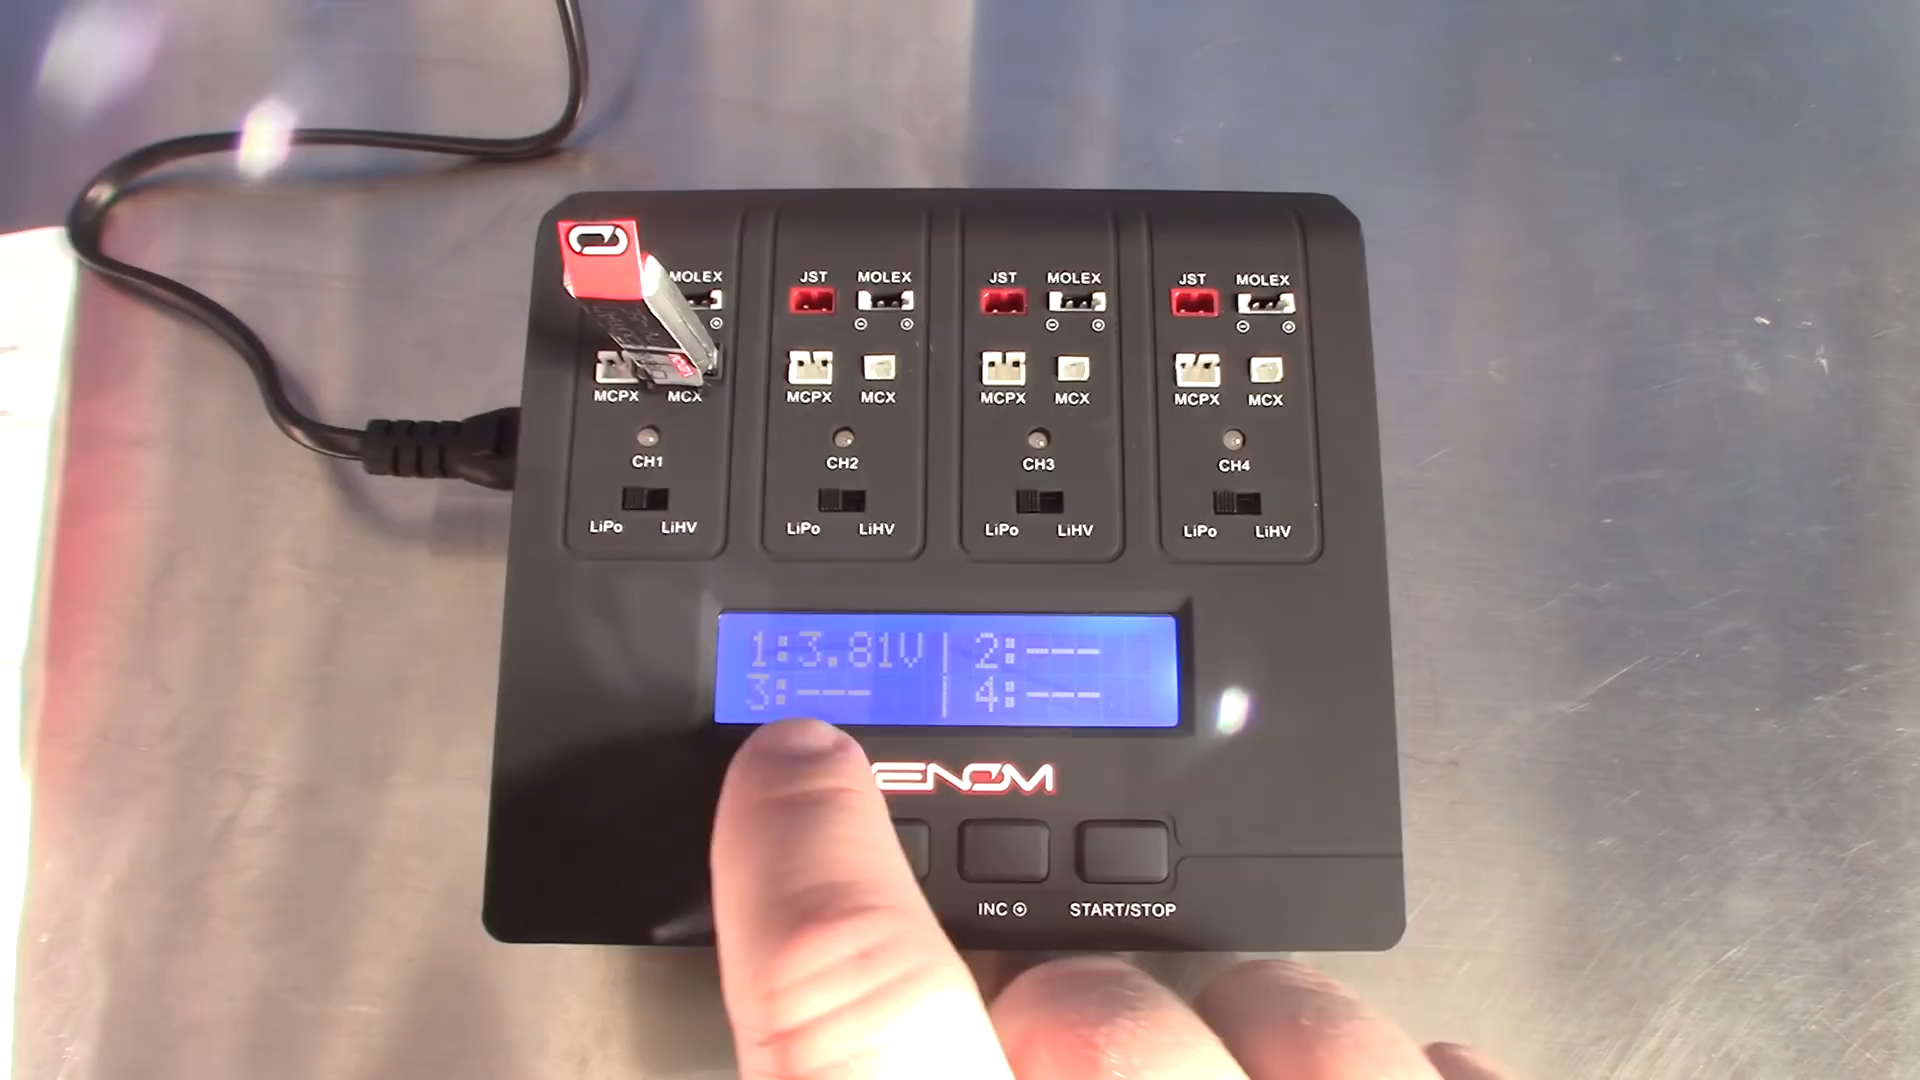 MOLEX JST MOLEX JST MOLEX JST MOLEX
MCPX MCX MCPX MCX MCPX MCX MCPX MCX
CH1 CH2 CH3 CH4
LiPo LiHV LiPo LiHV LiPo LiHV LiPo LiHV
1:3.81V | 2:---
3:--- | 4:---
ENOM
INC ⊕ START/STOP